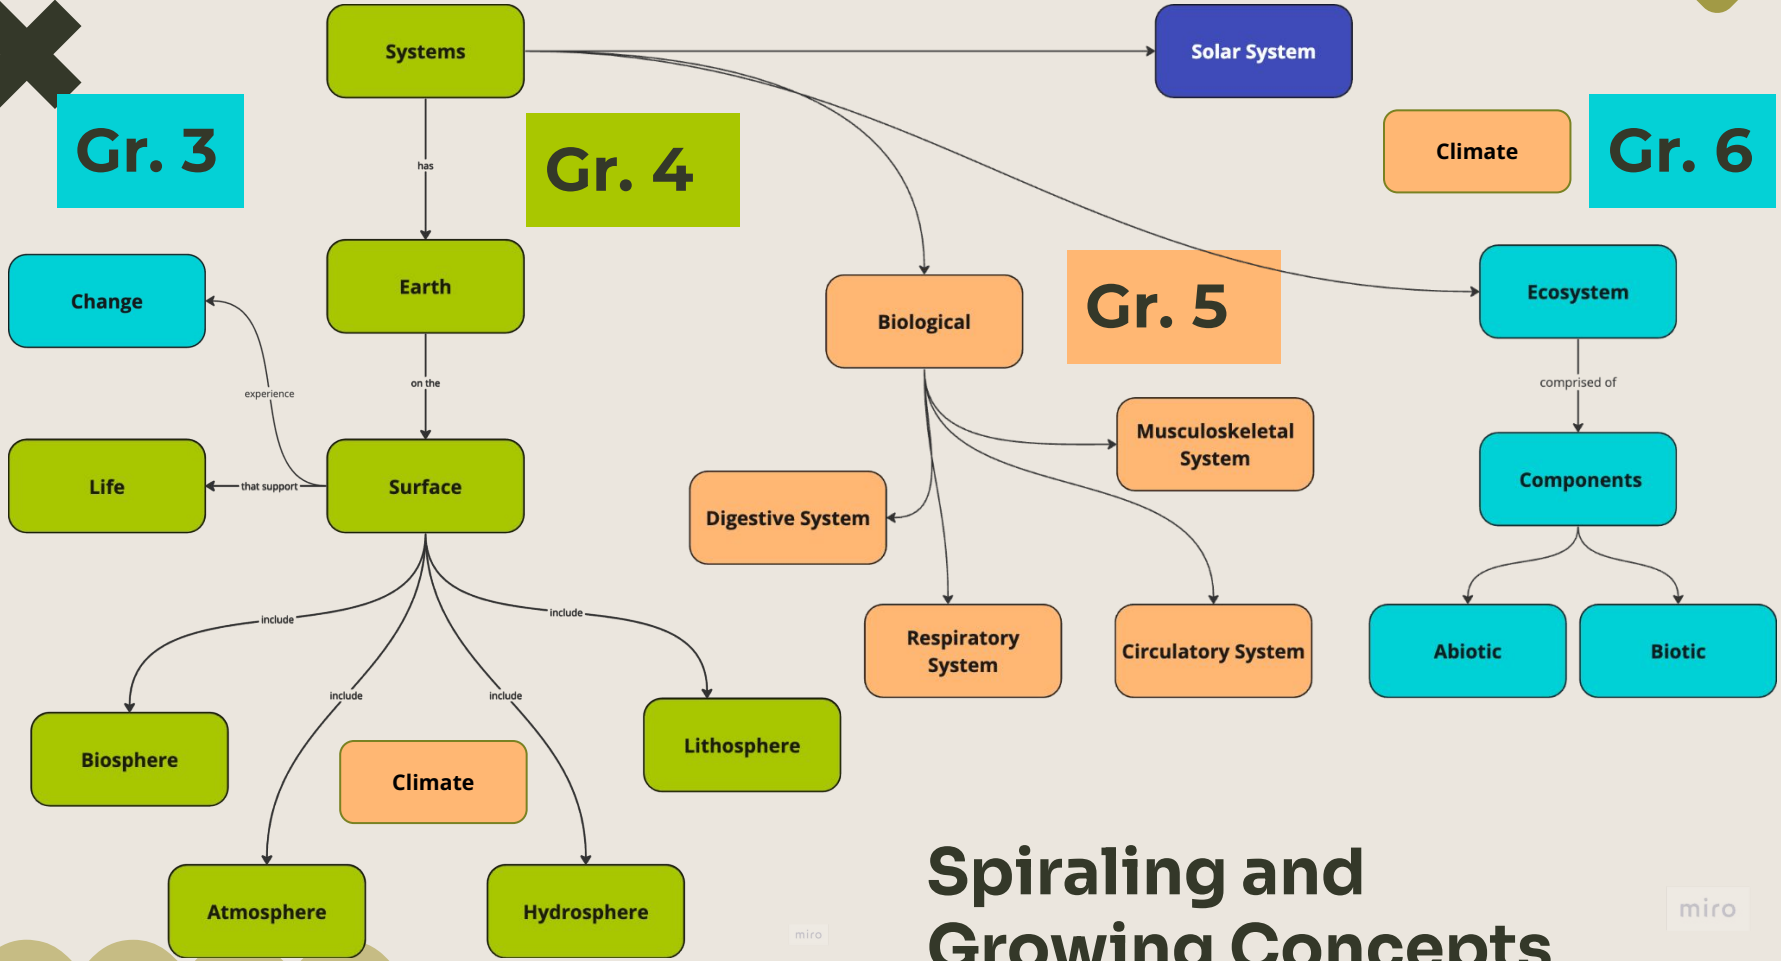 Systems
Solar System
Gr. 3
Gr. 4
Climate
Gr. 6
has
Change
Earth
Biological
Gr. 5
Ecosystem
on the
experience
comprised of
Musculoskeletal
System
Life
that support
Surface
Components
Digestive System
include
include
Respiratory
System
Circulatory System
Abiotic
Biotic
include
include
Biosphere
Lithosphere
Climate
Atmosphere
Hydrosphere
Spiraling and
Growing Concepts
miro
miro